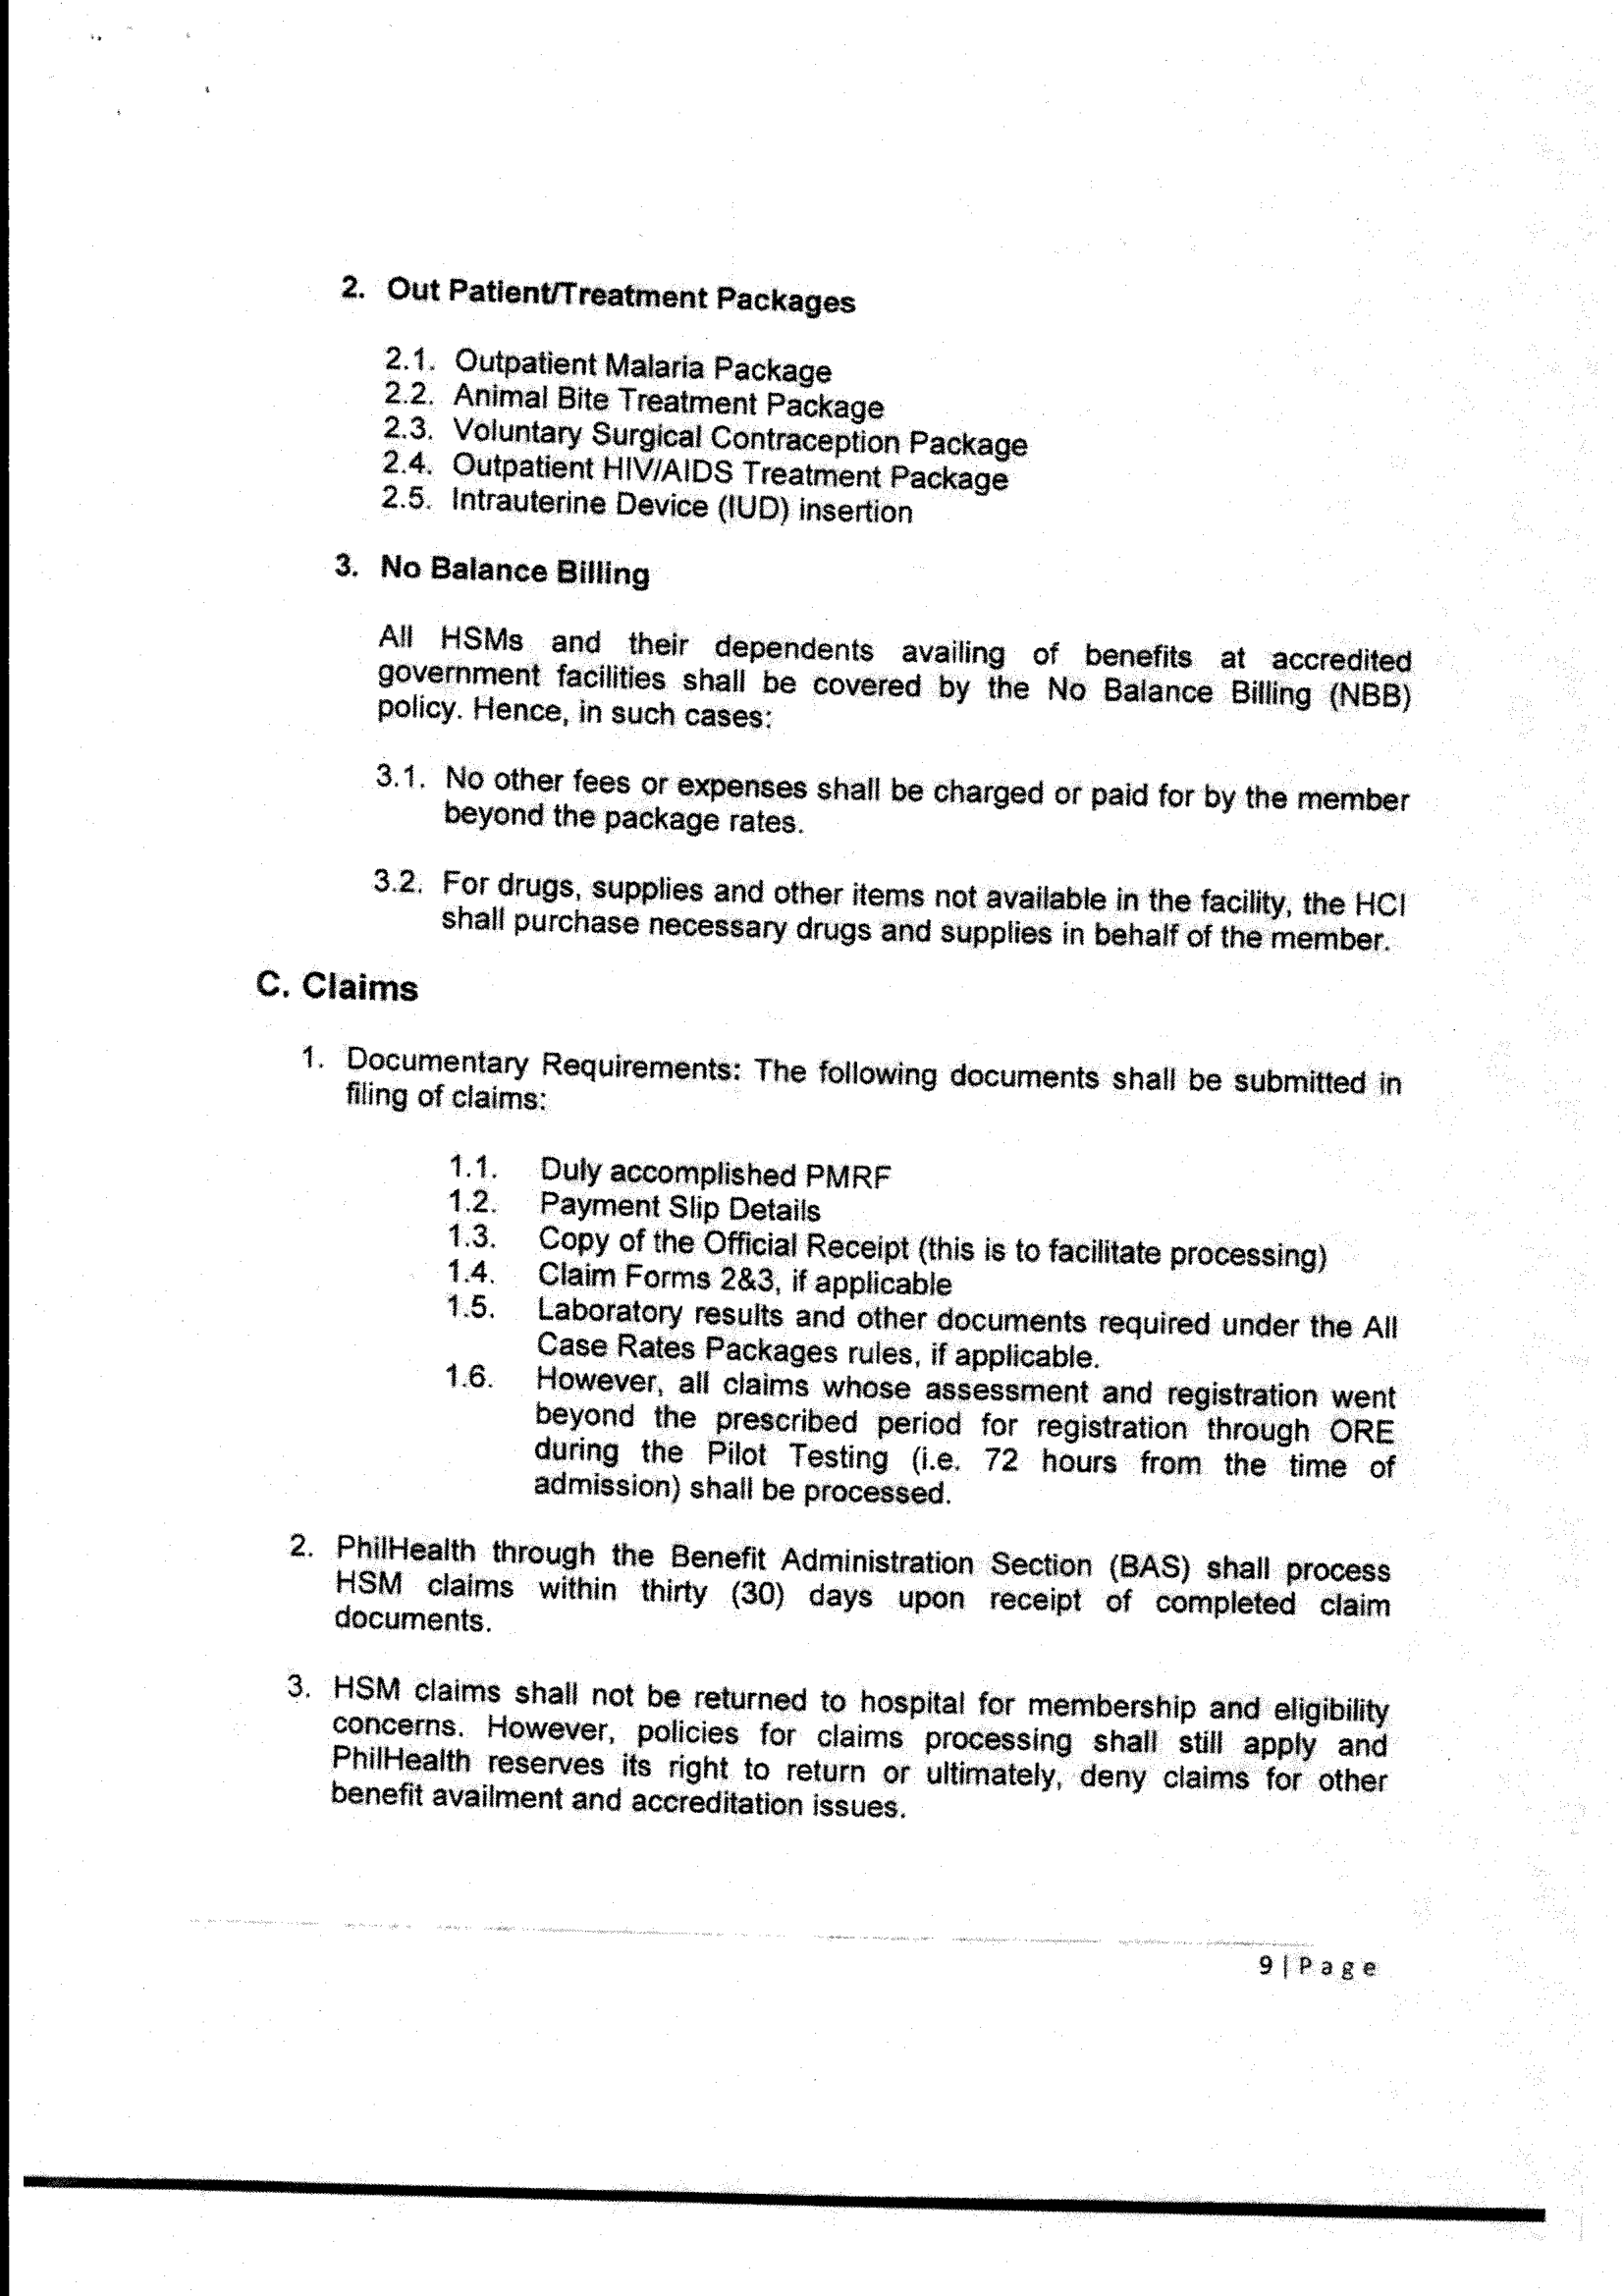 2. Out Patient/Treatment Packages
2.1. Outpatient Malaria Package
2.2. Animal Bite Treatment Package
2.3. Voluntary Surgical Contraception Package
2.4. Outpatient HIV/AIDS Treatment Package
2.5. Intrauterine Device (IUD) insertion
3. No Balance Billing
All HSMs and their dependents availing of benefits at accredited
government facilities shall be covered by the No Balance Billing (NBB)
policy. Hence, in such cases:
3.1. No other fees or expenses shall be charged or paid for by the member
beyond the package rates.
3.2. For drugs, supplies and other items not available in the facility, the HCI
shall purchase necessary drugs and supplies in behalf of the member.
C. Claims
1. Documentary Requirements: The following documents shall be submitted in
filing of claims:
1.1. Duly accomplished PMRF
1.2. Payment Slip Details
1.3. Copy of the Official Receipt (this is to facilitate processing)
1.4. Claim Forms 2&3, if applicable
1.5. Laboratory results and other documents required under the All
Case Rates Packages rules, if applicable.
1.6. However, all claims whose assessment and registration went
beyond the prescribed period for registration through ORE
during the Pilot Testing (i.e. 72 hours from the time of
admission) shall be processed.
2. PhilHealth through the Benefit Administration Section (BAS) shall process
HSM claims within thirty (30) days upon receipt of completed claim
documents.
3. HSM claims shall not be returned to hospital for membership and eligibility
concerns. However, policies for claims processing shall still apply and
PhilHealth reserves its right to return or ultimately, deny claims for other
benefit availment and accreditation issues.
9 | P a g e